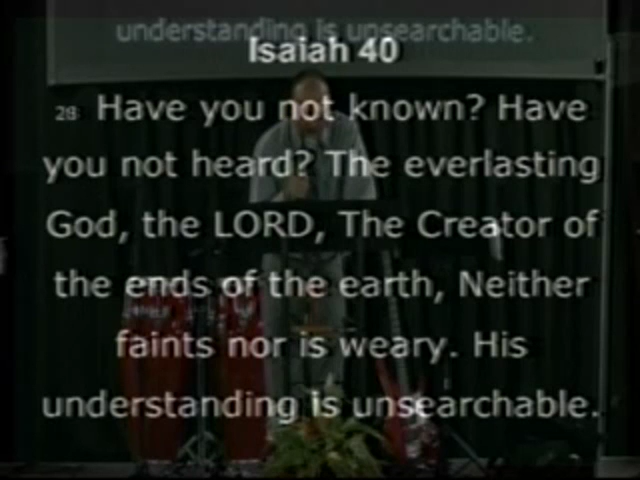 understanding is unsearchable.
Isaiah 40
28 Have you not known? Have
you not heard? The everlasting
God, the LORD, The Creator of
the ends of the earth, Neither
faints nor is weary. His
understanding is unsearchable.